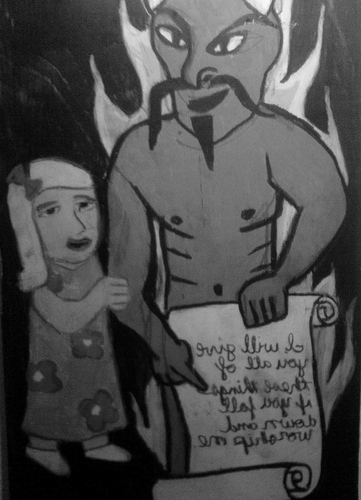 I will give
you all of
these things
if you fall
down and
worship me